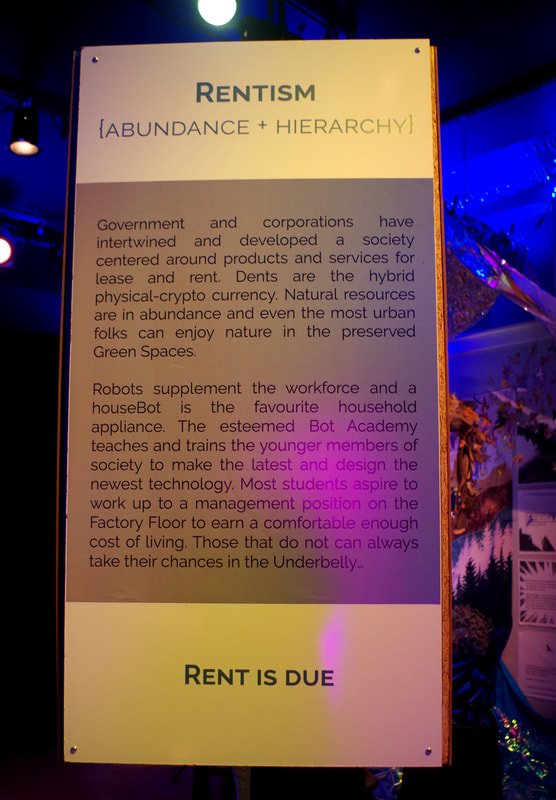 RENTISM
{ABUNDANCE + HIERARCHY}
Government and corporations have
intertwined and developed a society
centered around products and services for
lease and rent. Dents are the hybrid
physical-crypto currency. Natural resources
are in abundance and even the most urban
folks can enjoy nature in the preserved
Green Spaces.
Robots supplement the workforce and a
houseBot is the favourite household
appliance. The esteemed Bot Academy
teaches and trains the younger members of
society to make the latest and design the
newest technology. Most students aspire to
work up to a management position on the
Factory Floor to earn a comfortable enough
cost of living. Those that do not can always
take their chances in the Underbelly...
RENT IS DUE